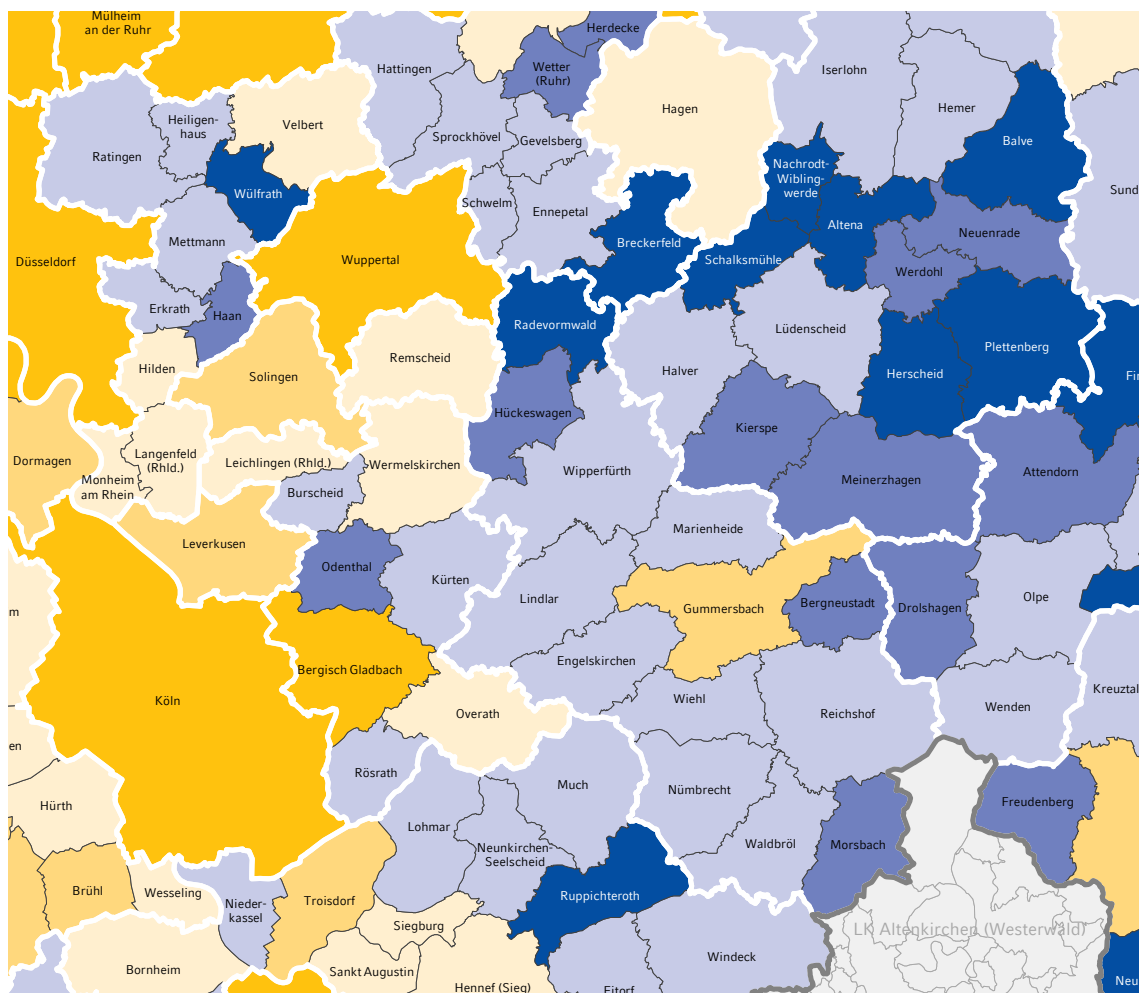 Mülheim
an der Ruhr
Hattingen
Herdecke
Wetter
(Ruhr)
Iserlohn
Hagen
Hemer
Heiligen-
haus
Velbert
Sprockhövel
Gevelsberg
Balve
Ratingen
Nachrodt-
Wibling-
werde
Wülfrath
Schwelm
Ennepetal
Sund
Altena
Mettmann
Breckerfeld
Neuenrade
Düsseldorf
Wuppertal
Schalksmühle
Werdohl
Erkrath
Haan
Radevormwald
Lüdenscheid
Plettenberg
Remscheid
Hilden
Solingen
Halver
Herscheid
Fin
Hückeswagen
Kierspe
Dormagen
Langenfeld
(Rhld.)
Leichlingen (Rhld.)
Wermelskirchen
Wipperfürth
Attendorn
Monheim
am Rhein
Burscheid
Meinerzhagen
Marienheide
Leverkusen
Odenthal
Kürten
Lindlar
Gummersbach
Bergneustadt
Drolshagen
Olpe
m
Bergisch Gladbach
Engelskirchen
Köln
Wiehl
Kreuztal
Overath
Reichshof
Wenden
en
Rösrath
Much
Nümbrecht
Hürth
Freudenberg
Lohmar
Neunkirchen-
Seelscheid
Waldbröl
Morsbach
Brühl
Wesseling
Nieder-
kassel
Troisdorf
Ruppichteroth
Siegburg
LK Altenkirchen (Westerwald)
Bornheim
Sankt Augustin
Windeck
Hennef (Sieg)
Eitorf
Neu